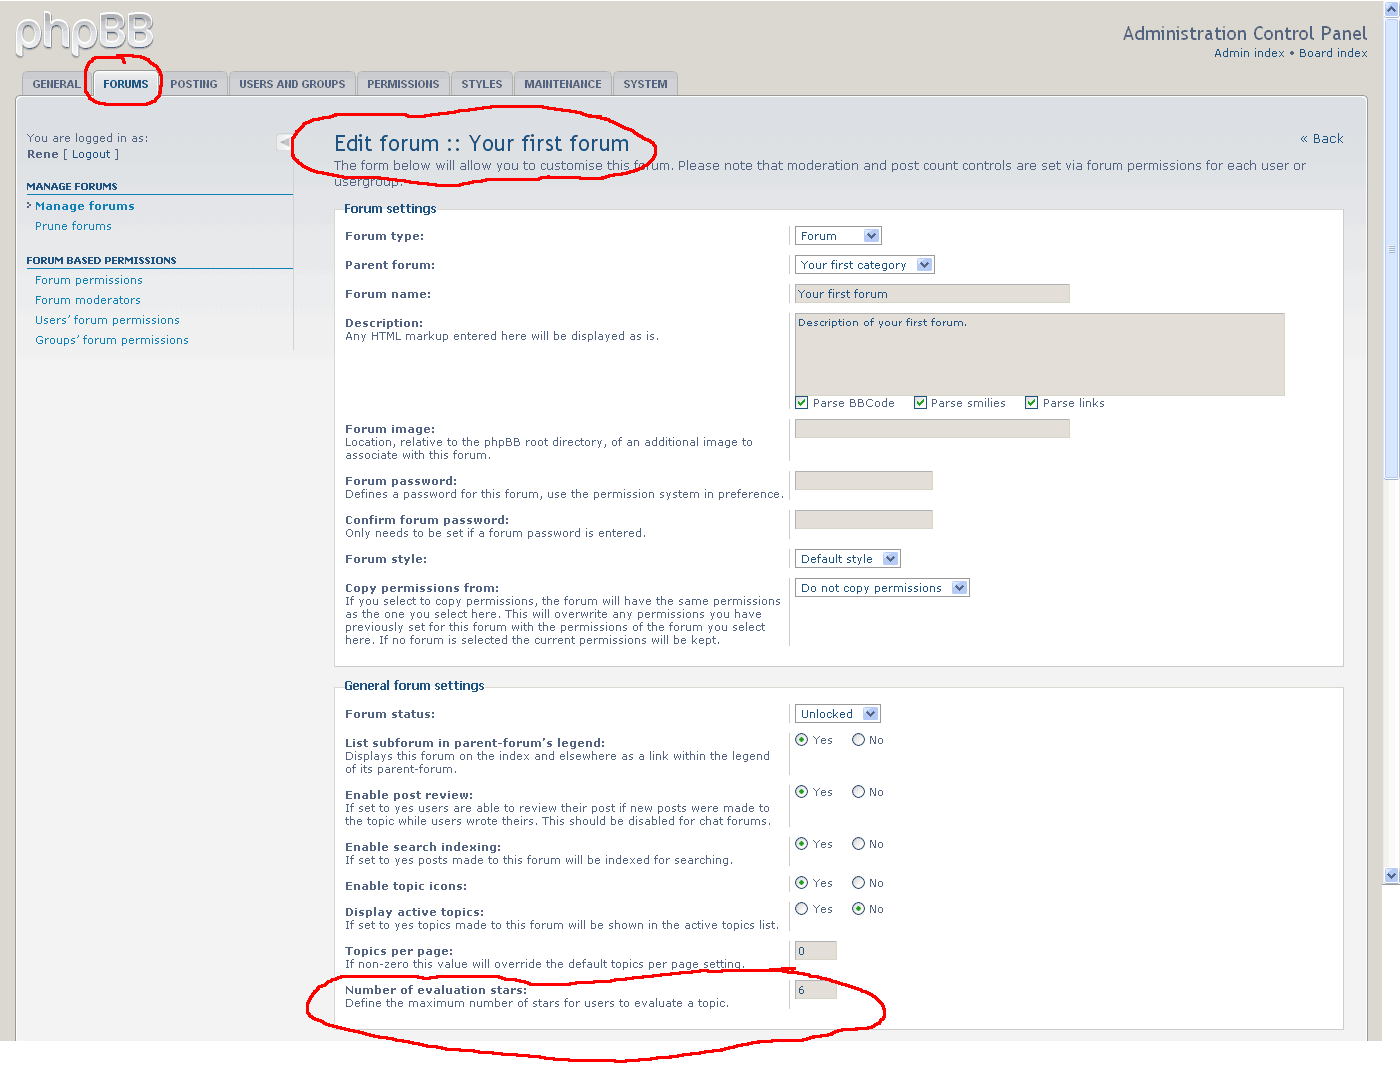 phpBB
Administration Control Panel
Admin index • Board index
GENERAL FORUMS POSTING USERS AND GROUPS PERMISSIONS STYLES MAINTENANCE SYSTEM
You are logged in as:
Rene [ Logout ]
MANAGE FORUMS
Manage forums
Prune forums
FORUM BASED PERMISSIONS
Forum permissions
Forum moderators
Users’ forum permissions
Groups’ forum permissions
« Back
Edit forum :: Your first forum
The form below will allow you to customise this forum. Please note that moderation and post count controls are set via forum permissions for each user or
usergroup.
Forum settings
Forum type: Forum
Parent forum: Your first category
Forum name: Your first forum
Description: Description of your first forum.
Any HTML markup entered here will be displayed as is.
Parse BBCode Parse smilies Parse links
Forum image:
Location, relative to the phpBB root directory, of an additional image to
associate with this forum.
Forum password:
Defines a password for this forum, use the permission system in preference.
Confirm forum password:
Only needs to be set if a forum password is entered.
Forum style: Default style
Copy permissions from: Do not copy permissions
If you select to copy permissions, the forum will have the same permissions
as the one you select here. This will overwrite any permissions you have
previously set for this forum with the permissions of the forum you select
here. If no forum is selected the current permissions will be kept.
General forum settings
Forum status: Unlocked
List subforum in parent-forum’s legend: Yes No
Displays this forum on the index and elsewhere as a link within the legend
of its parent-forum.
Enable post review: Yes No
If set to yes users are able to review their post if new posts were made to
the topic while users wrote theirs. This should be disabled for chat forums.
Enable search indexing: Yes No
If set to yes posts made to this forum will be indexed for searching.
Enable topic icons: Yes No
Display active topics: Yes No
If set to yes topics made to this forum will be shown in the active topics list.
Topics per page: 0
If non-zero this value will override the default topics per page setting.
Number of evaluation stars: 6
Define the maximum number of stars for users to evaluate a topic.